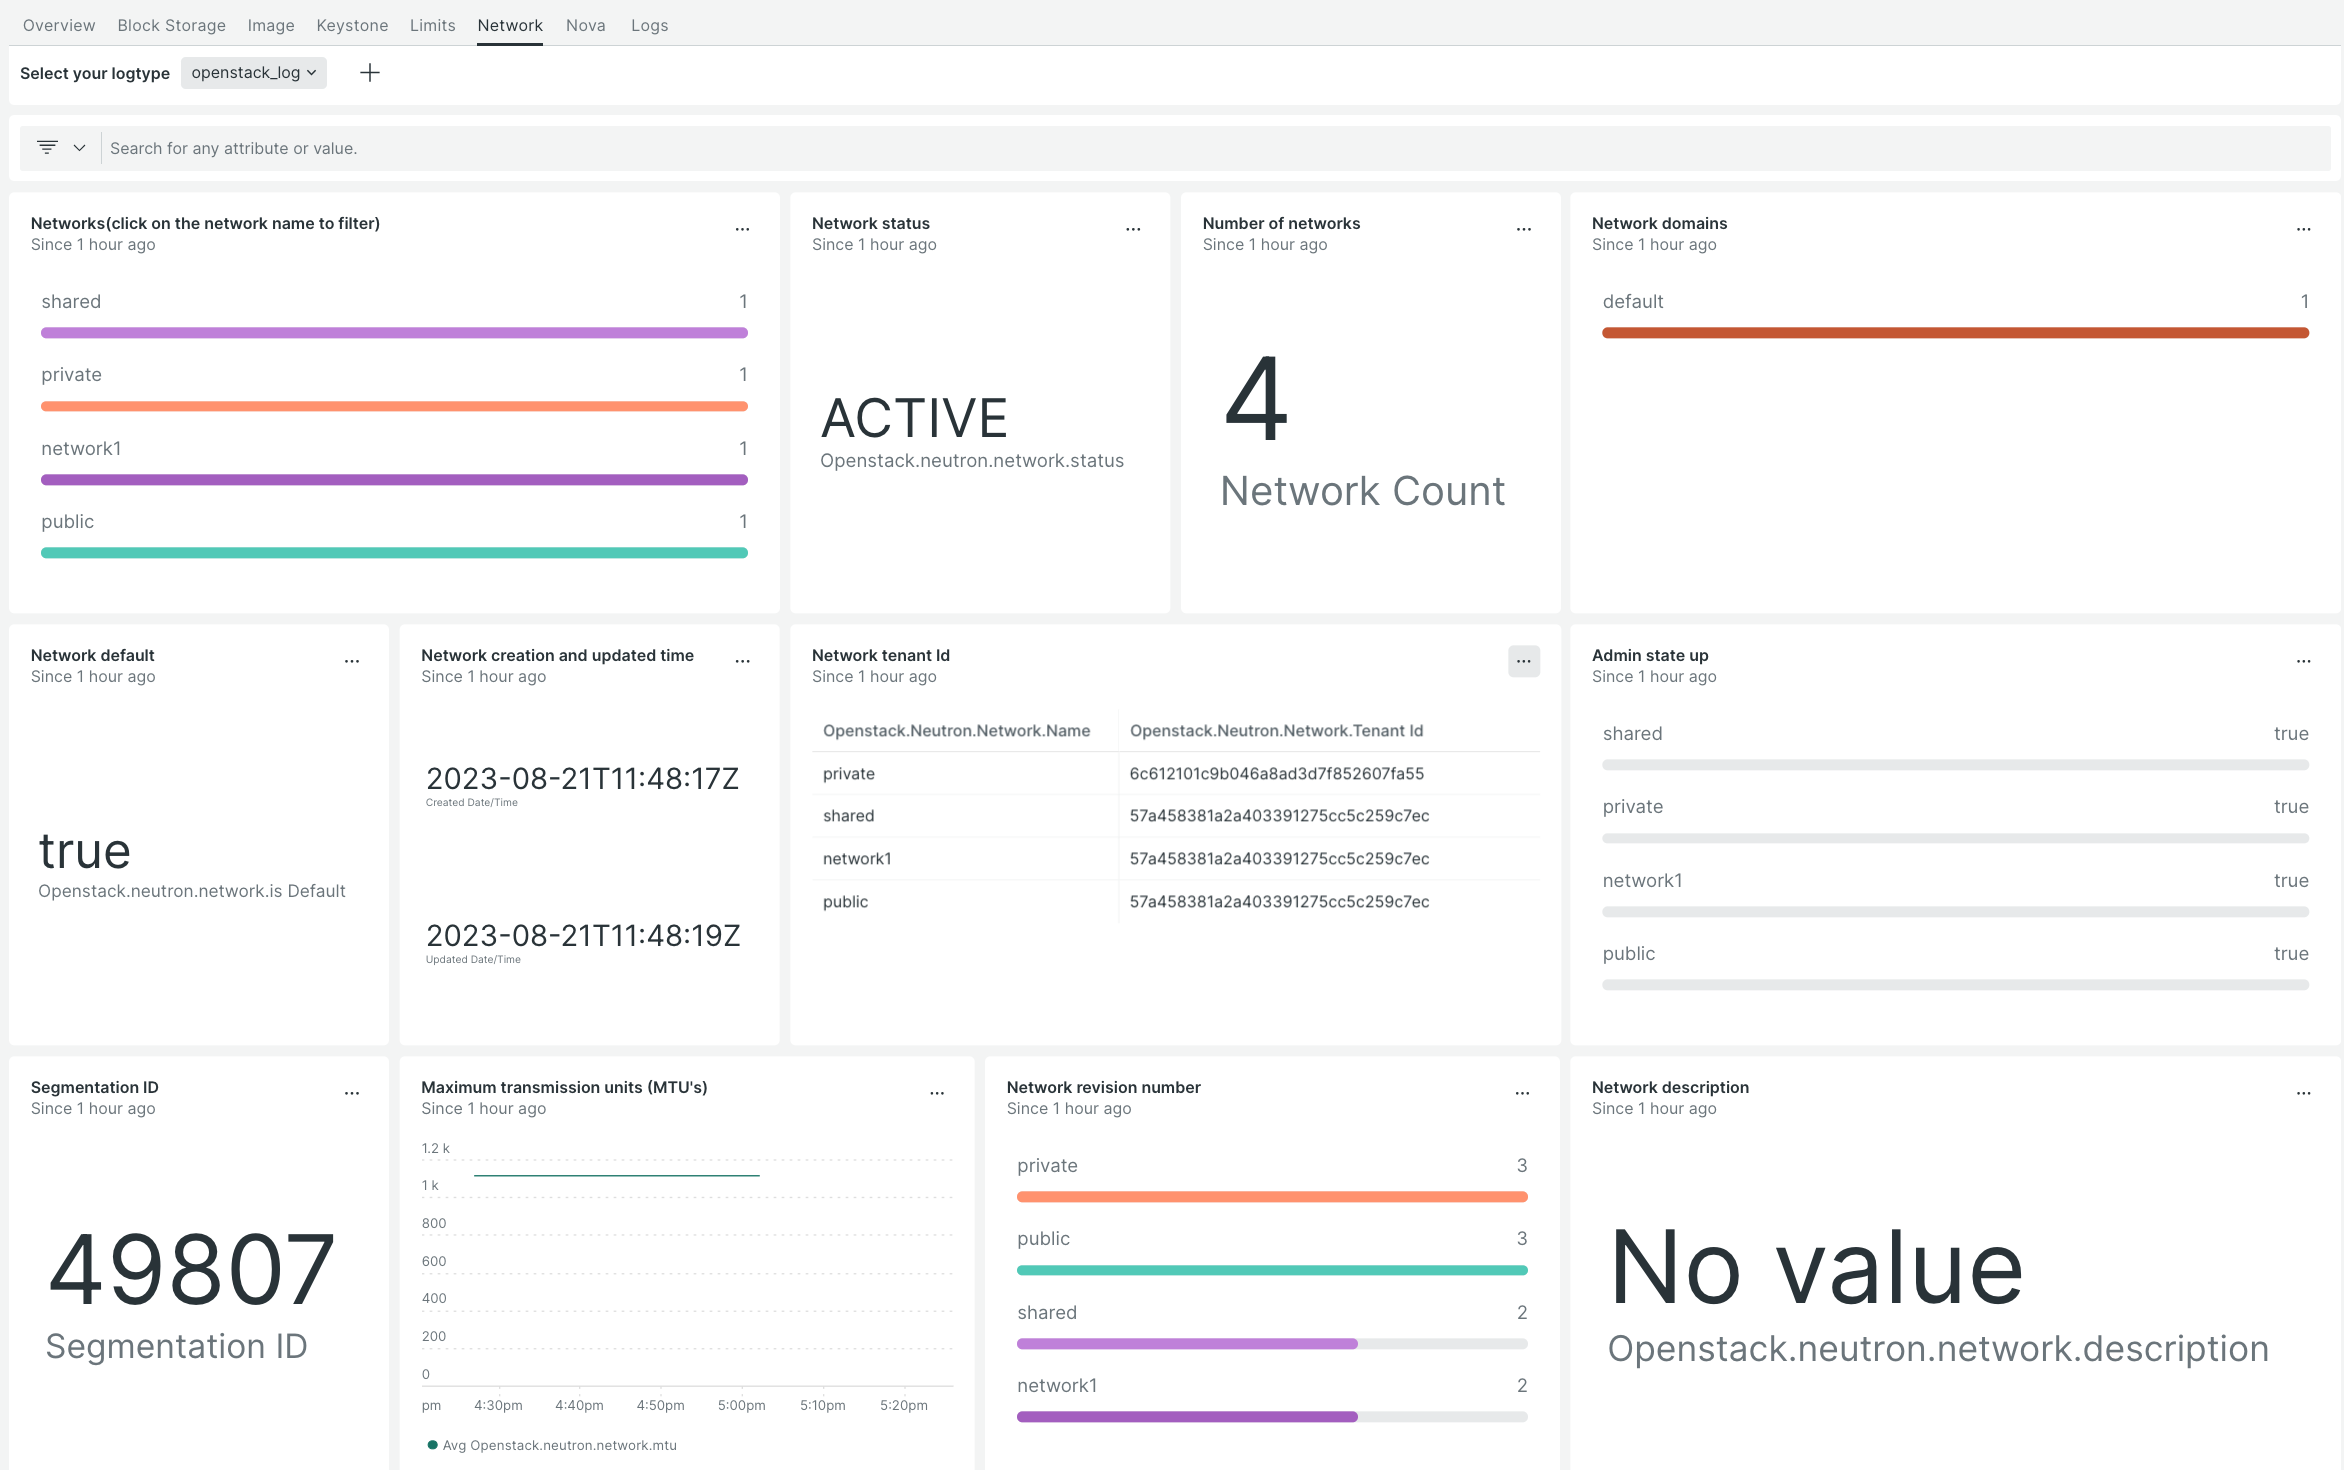 Overview Block Storage Image Keystone Limits Network Nova Logs
Select your logtype openstack_log
Search for any attribute or value.
Networks(click on the network name to filter)
Since 1 hour ago
shared 1
private 1
network1 1
public 1
Network status
Since 1 hour ago
ACTIVE
Openstack.neutron.network.status
Number of networks
Since 1 hour ago
4
Network Count
Network domains
Since 1 hour ago
default 1
Network default
Since 1 hour ago
true
Openstack.neutron.network.is Default
Network creation and updated time
Since 1 hour ago
2023-08-21T11:48:17Z
Created Date/Time
2023-08-21T11:48:19Z
Updated Date/Time
Network tenant Id
Since 1 hour ago
Openstack.Neutron.Network.Name Openstack.Neutron.Network.Tenant Id
private 6c612101c9b046a8ad3d7f852607fa55
shared 57a458381a2a403391275cc5c259c7ec
network1 57a458381a2a403391275cc5c259c7ec
public 57a458381a2a403391275cc5c259c7ec
Admin state up
Since 1 hour ago
shared true
private true
network1 true
public true
Segmentation ID
Since 1 hour ago
49807
Segmentation ID
Maximum transmission units (MTU's)
Since 1 hour ago
1.2 k
1 k
800
600
400
200
0
pm 4:30pm 4:40pm 4:50pm 5:00pm 5:10pm 5:20pm
Avg Openstack.neutron.network.mtu
Network revision number
Since 1 hour ago
private 3
public 3
shared 2
network1 2
Network description
Since 1 hour ago
No value
Openstack.neutron.network.description